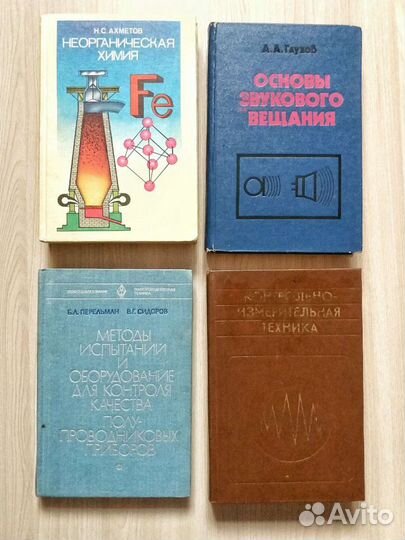 Н.С. АХМЕТОВ
НЕОРГАНИЧЕСКАЯ
ХИМИЯ
Fe
А.А. Глухов
ОСНОВЫ
ЗВУКОВОГО
ВЕЩАНИЯ
Б.Л. ПЕРЕЛЬМАН В.Г. СИДОРОВ
МЕТОДЫ
ИСПЫТАНИЙ
И
ОБОРУДОВАНИЕ
ДЛЯ КОНТРОЛЯ
КАЧЕСТВА
ПОЛУ-
ПРОВОДНИКОВЫХ
ПРИБОРОВ
КОНТРОЛЬНО-
ИЗМЕРИТЕЛЬНАЯ
ТЕХНИКА
Avito